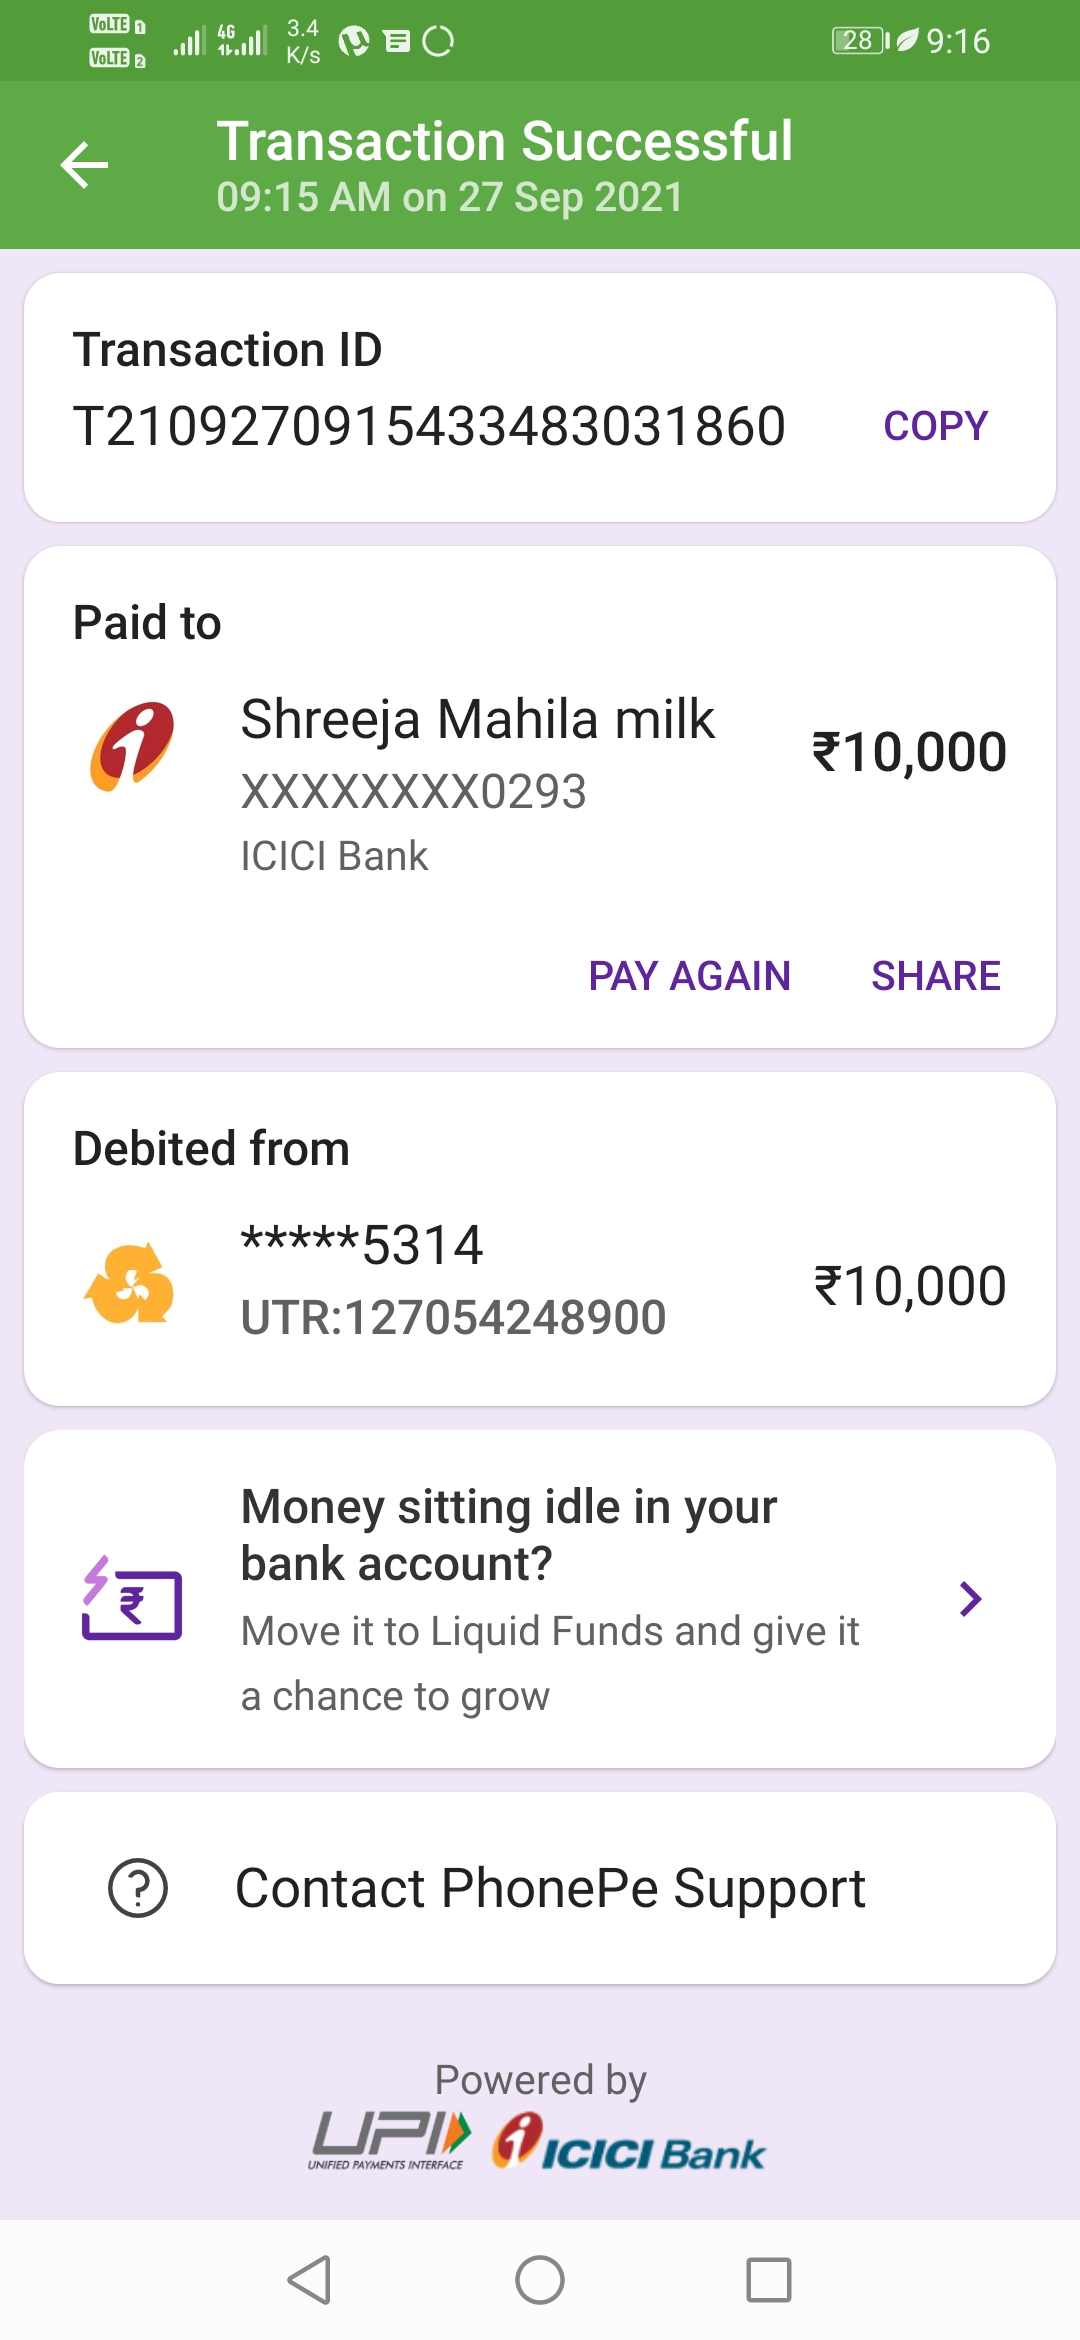 VoLTE 1
VoLTE 2
4G
3.4
K/s
28
9:16
Transaction Successful
09:15 AM on 27 Sep 2021
Transaction ID
T2109270915433483031860
COPY
Paid to
Shreeja Mahila milk
₹10,000
XXXXXXXX0293
ICICI Bank
PAY AGAIN
SHARE
Debited from
*****5314
₹10,000
UTR:127054248900
Money sitting idle in your
bank account?
Move it to Liquid Funds and give it
a chance to grow
Contact PhonePe Support
Powered by
UPI
UNIFIED PAYMENTS INTERFACE
ICICI Bank